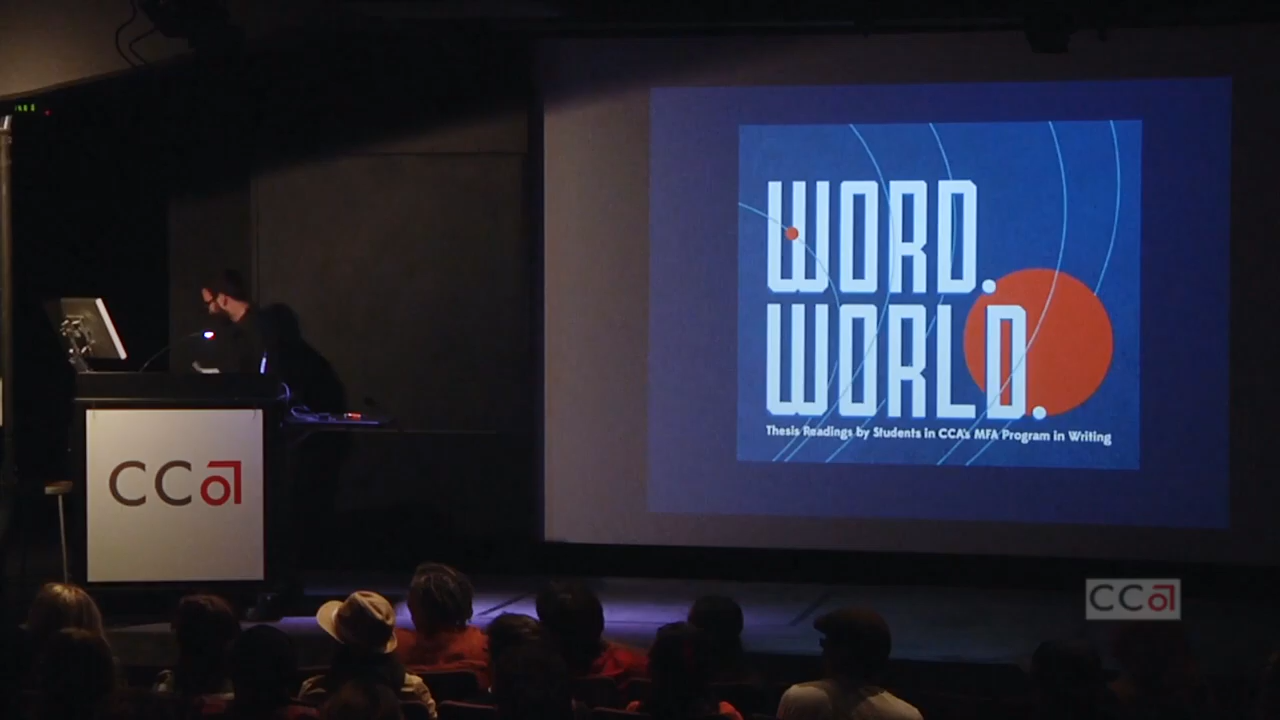 WORD.
WORLD.
Thesis Readings by Students in CCA's MFA Program in Writing
CCa
CCa